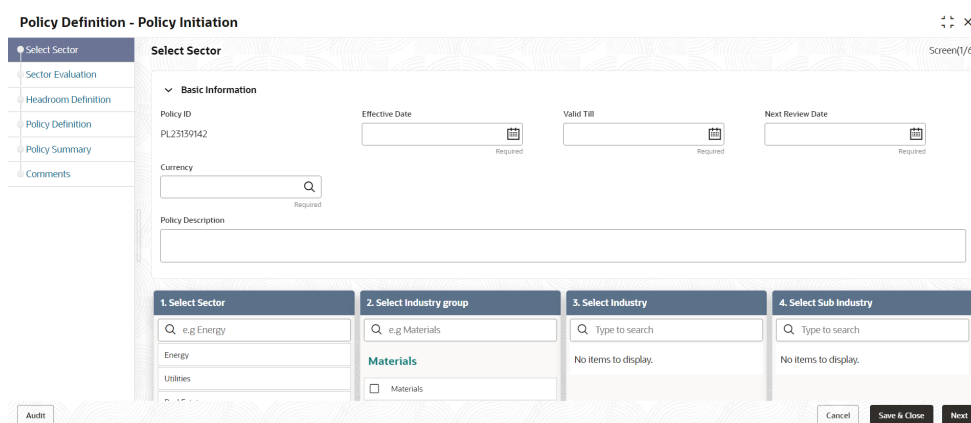 Policy Definition - Policy Initiation
Select Sector
Sector Evaluation
Headroom Definition
Policy Definition
Policy Summary
Comments
Select Sector
Screen(1/6
Basic Information
Policy ID
Effective Date
Valid Till
Next Review Date
PL23139142
Required
Required
Required
Currency
Required
Policy Description
1. Select Sector
2. Select Industry group
3. Select Industry
4. Select Sub Industry
e.g Energy
e.g Materials
Type to search
Type to search
Energy
Materials
No items to display.
No items to display.
Utilities
Materials
Audit
Cancel
Save & Close
Next